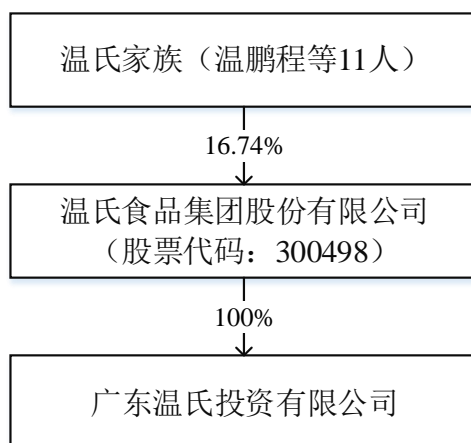 温氏家族（温鹏程等11人）
16.74%
温氏食品集团股份有限公司
（股票代码：300498）
100%
广东温氏投资有限公司